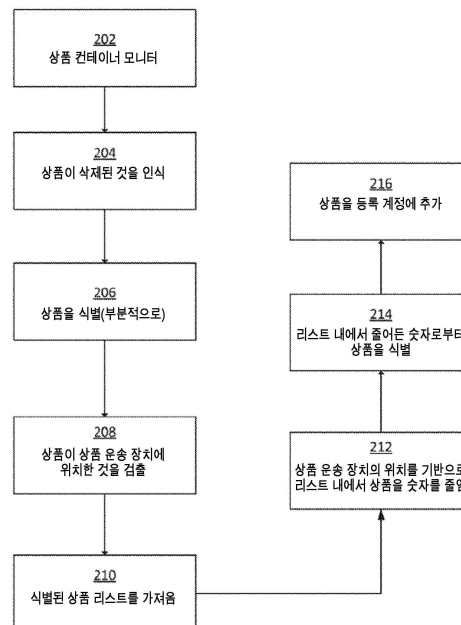 202
상품 컨테이너 모니터
204
상품이 삭제된 것을 인식
206
상품을 식별(부분적으로)
208
상품이 상품 운송 장치에
위치한 것을 검출
210
식별된 상품 리스트를 가져옴
212
상품 운송 장치의 위치를 기반으로
리스트 내에서 상품을 숫자를 줄임
214
리스트 내에서 줄어든 숫자로부터
상품을 식별
216
상품을 등록 계정에 추가